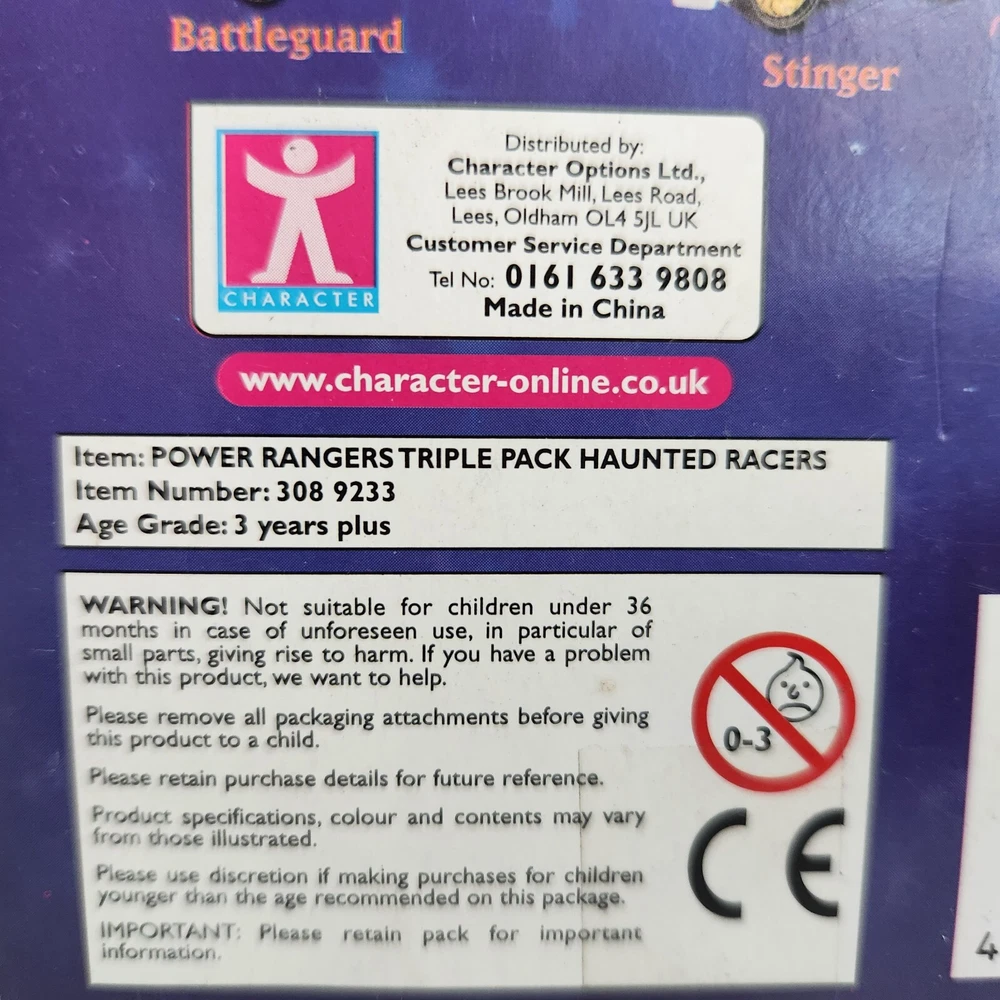 Battleguard
Stinger
CHARACTER
Distributed by:
Character Options Ltd.,
Lees Brook Mill, Lees Road,
Lees, Oldham OL4 5JL UK
Customer Service Department
Tel No: 0161 633 9808
Made in China
www.character-online.co.uk
Item: POWER RANGERS TRIPLE PACK HAUNTED RACERS
Item Number: 308 9233
Age Grade: 3 years plus
WARNING! Not suitable for children under 36
months in case of unforeseen use, in particular of
small parts, giving rise to harm. If you have a problem
with this product, we want to help.
Please remove all packaging attachments before giving
this product to a child.
Please retain purchase details for future reference.
Product specifications, colour and contents may vary
from those illustrated.
Please use discretion if making purchases for children
younger than the age recommended on this package.
IMPORTANT: Please retain pack for important
information.
0-3
CE
4